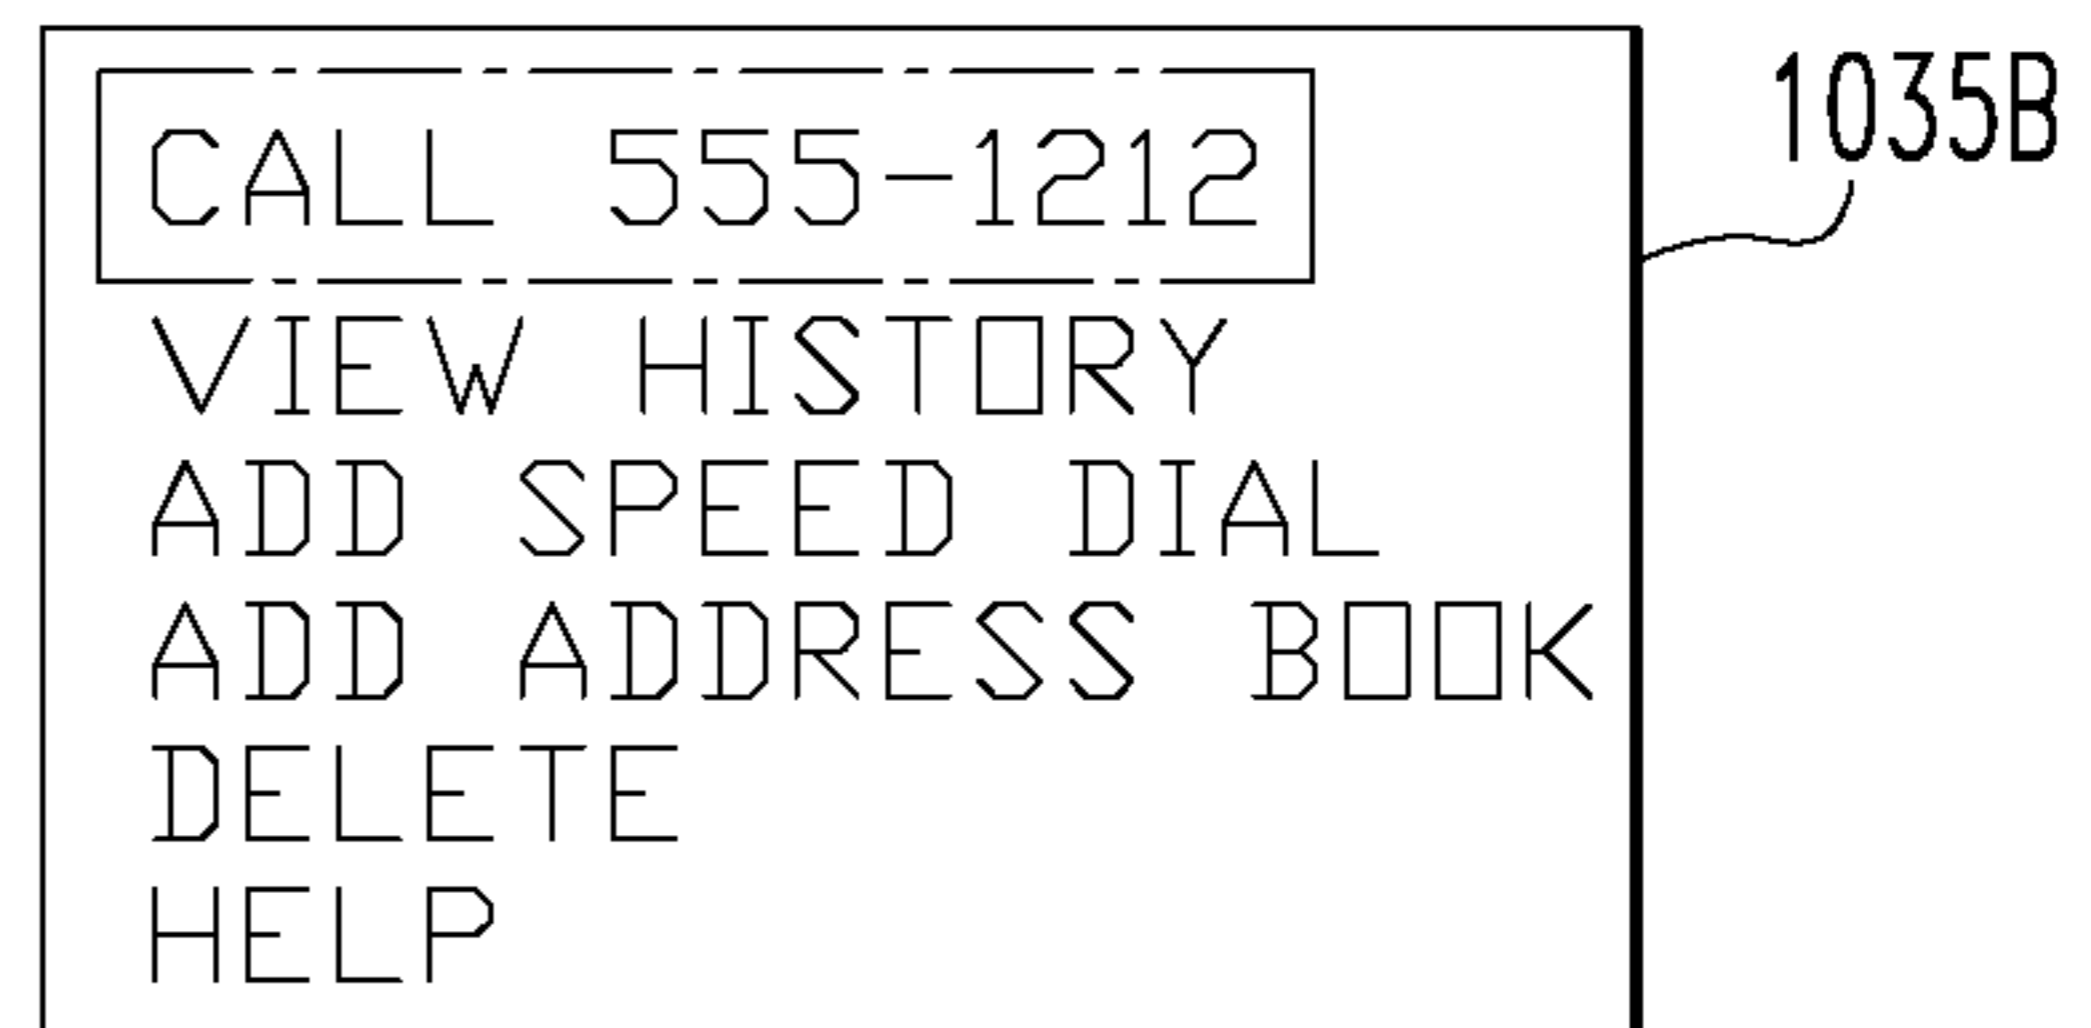 CALL 555-1212
1035B
VIEW HISTORY
ADD SPEED DIAL
ADD ADDRESS BOOK
DELETE
HELP